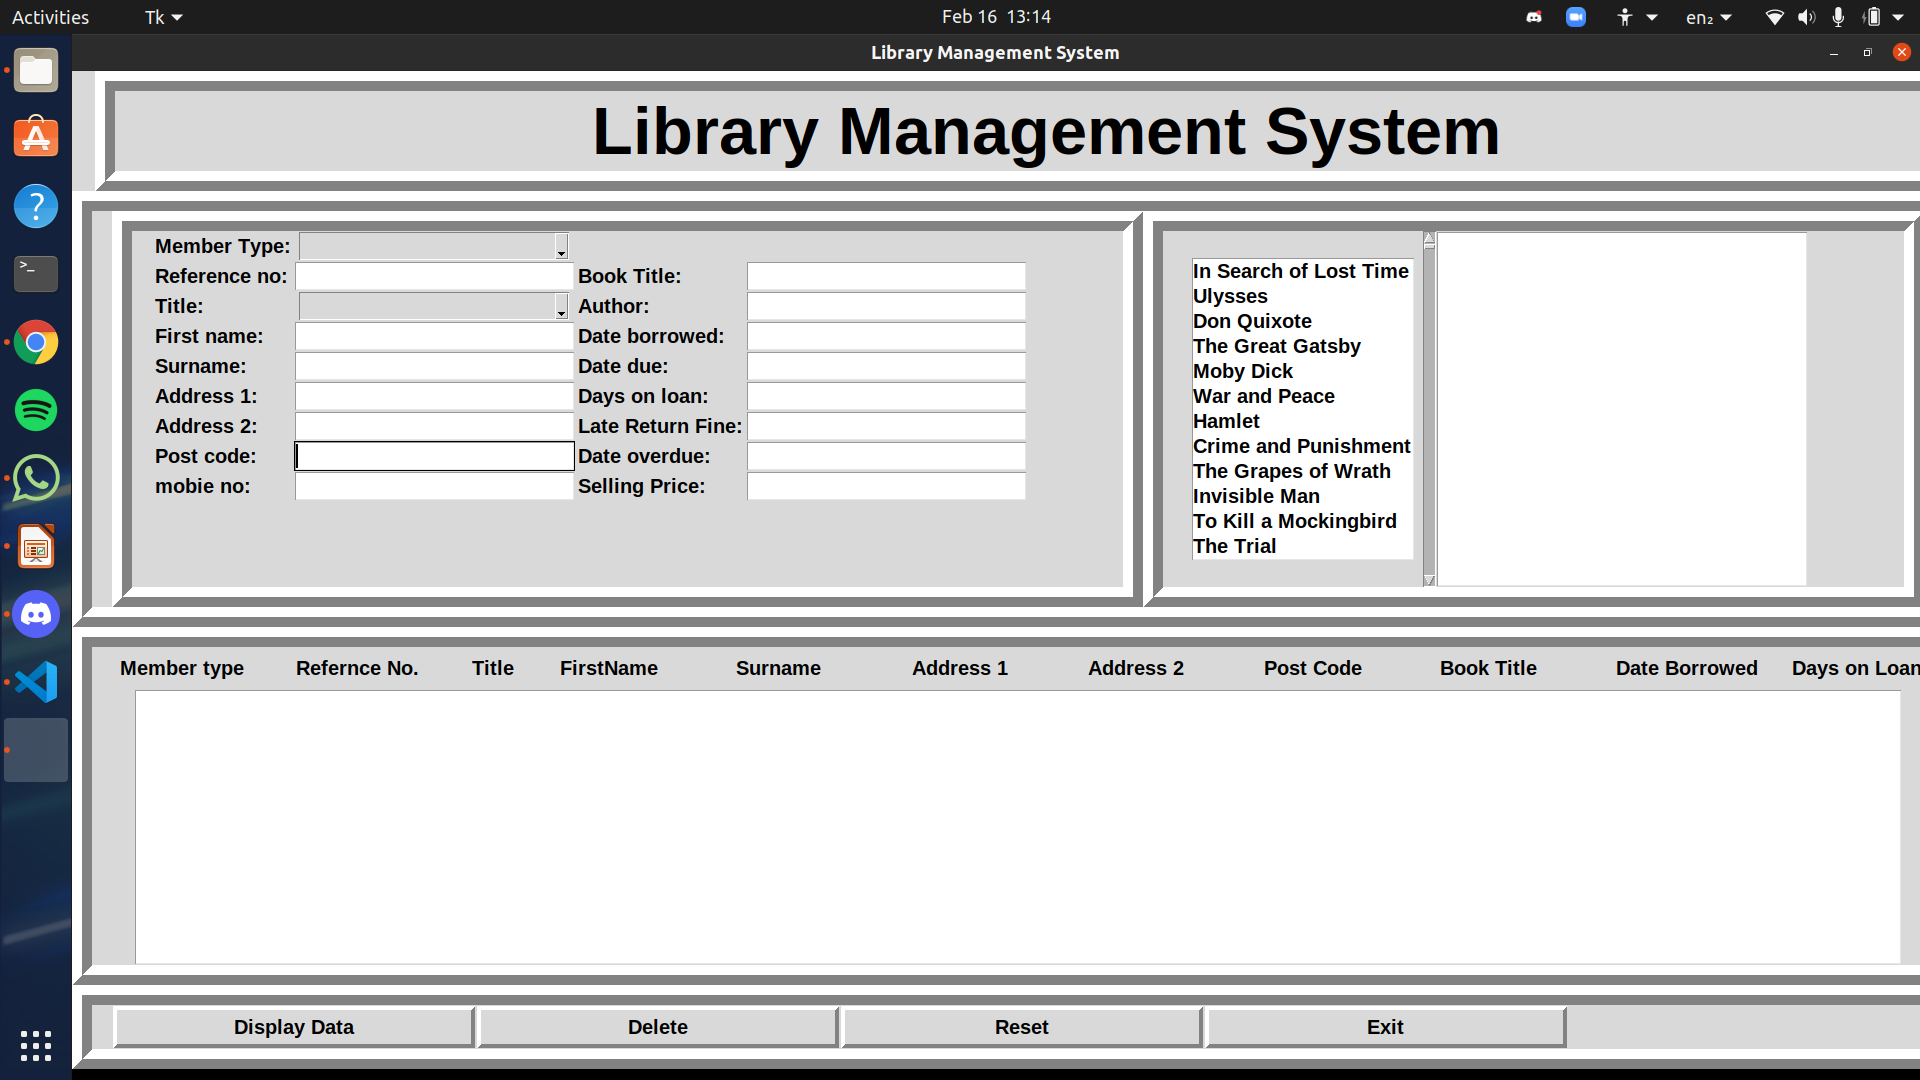 Activities Tk Feb 16 13:14 en₂
Library Management System
Library Management System
Member Type:
Reference no: Book Title:
Title: Author:
First name: Date borrowed:
Surname: Date due:
Address 1: Days on loan:
Address 2: Late Return Fine:
Post code: Date overdue:
mobie no: Selling Price:
In Search of Lost Time
Ulysses
Don Quixote
The Great Gatsby
Moby Dick
War and Peace
Hamlet
Crime and Punishment
The Grapes of Wrath
Invisible Man
To Kill a Mockingbird
The Trial
Member type Refernce No. Title FirstName Surname Address 1 Address 2 Post Code Book Title Date Borrowed Days on Loan
Display Data Delete Reset Exit